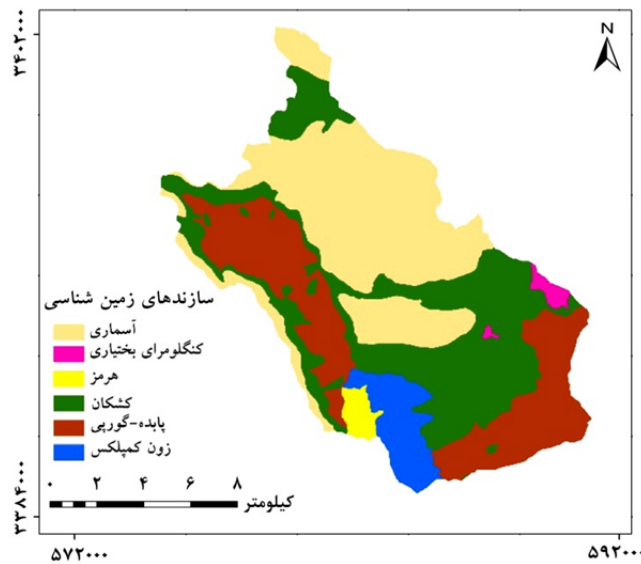 ۳۴۰۲۰۰۰
N
سازندهای زمین شناسی
آسماری
کنگلومرای بختیاری
هرمز
کشکان
پابده-گورپی
زون کمپلکس
۰ ۲ ۴ ۶ ۸
کیلومتر
۳۳۸۴۰۰۰
۵۷۲۰۰۰ ۵۹۲۰۰۰